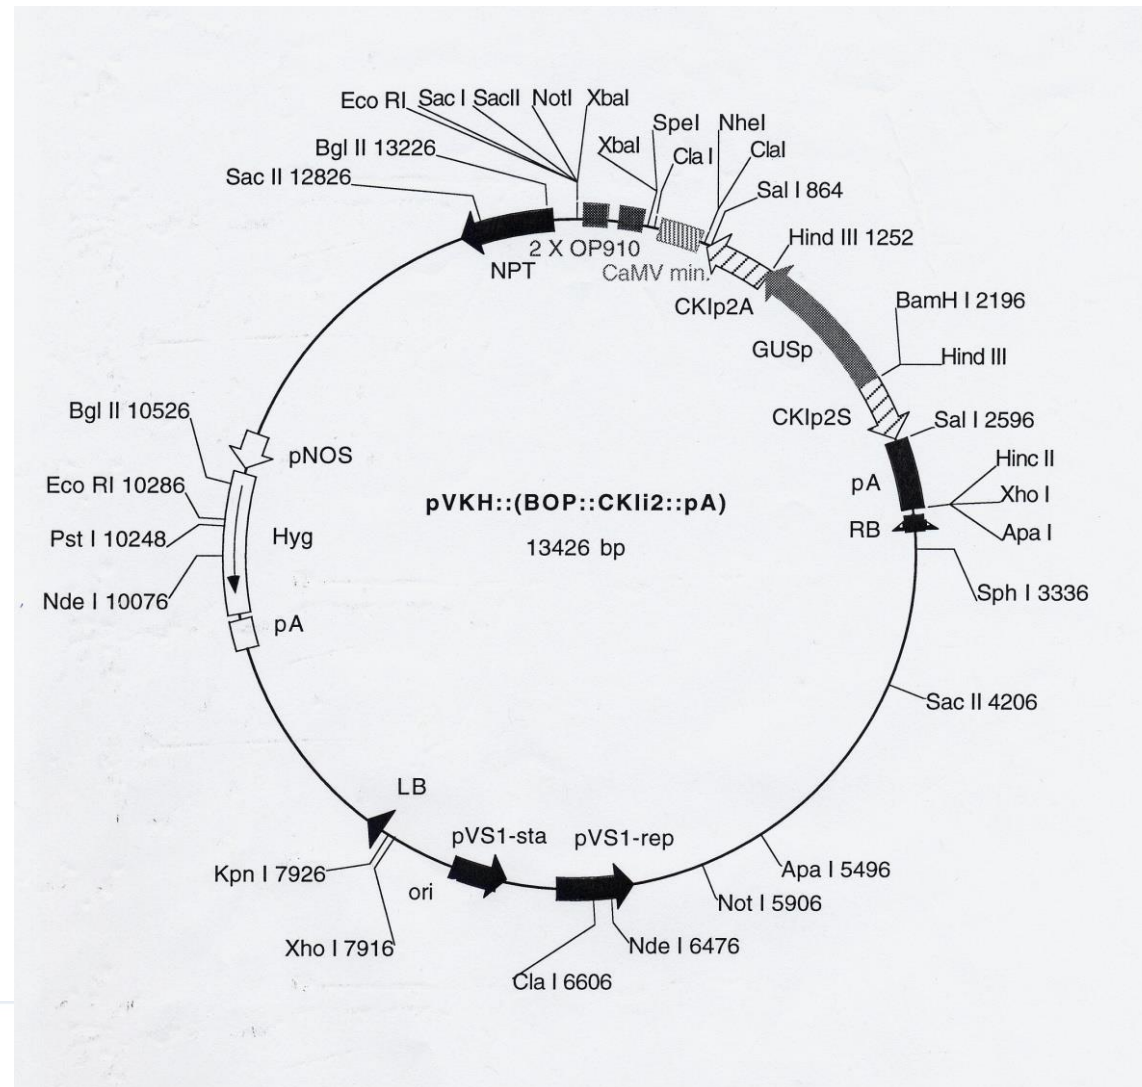 Eco RI
Sac I
SacII
NotI
XbaI
Bgl II 13226
Sac II 12826
XbaI
SpeI
Cla I
NheI
ClaI
Sal I 864
Hind III 1252
BamH I 2196
Hind III
Sal I 2596
Hinc II
Xho I
Apa I
Sph I 3336
Sac II 4206
Apa I 5496
Not I 5906
Nde I 6476
Cla I 6606
Xho I 7916
Kpn I 7926
Nde I 10076
Pst I 10248
Eco RI 10286
Bgl II 10526
NPT
2 X OP910
CaMV min.
CKIp2A
GUSp
CKIp2S
pA
RB
pVS1-rep
pVS1-sta
ori
LB
pA
Hyg
pNOS
pVKH::(BOP::CKIi2::pA)
13426 bp